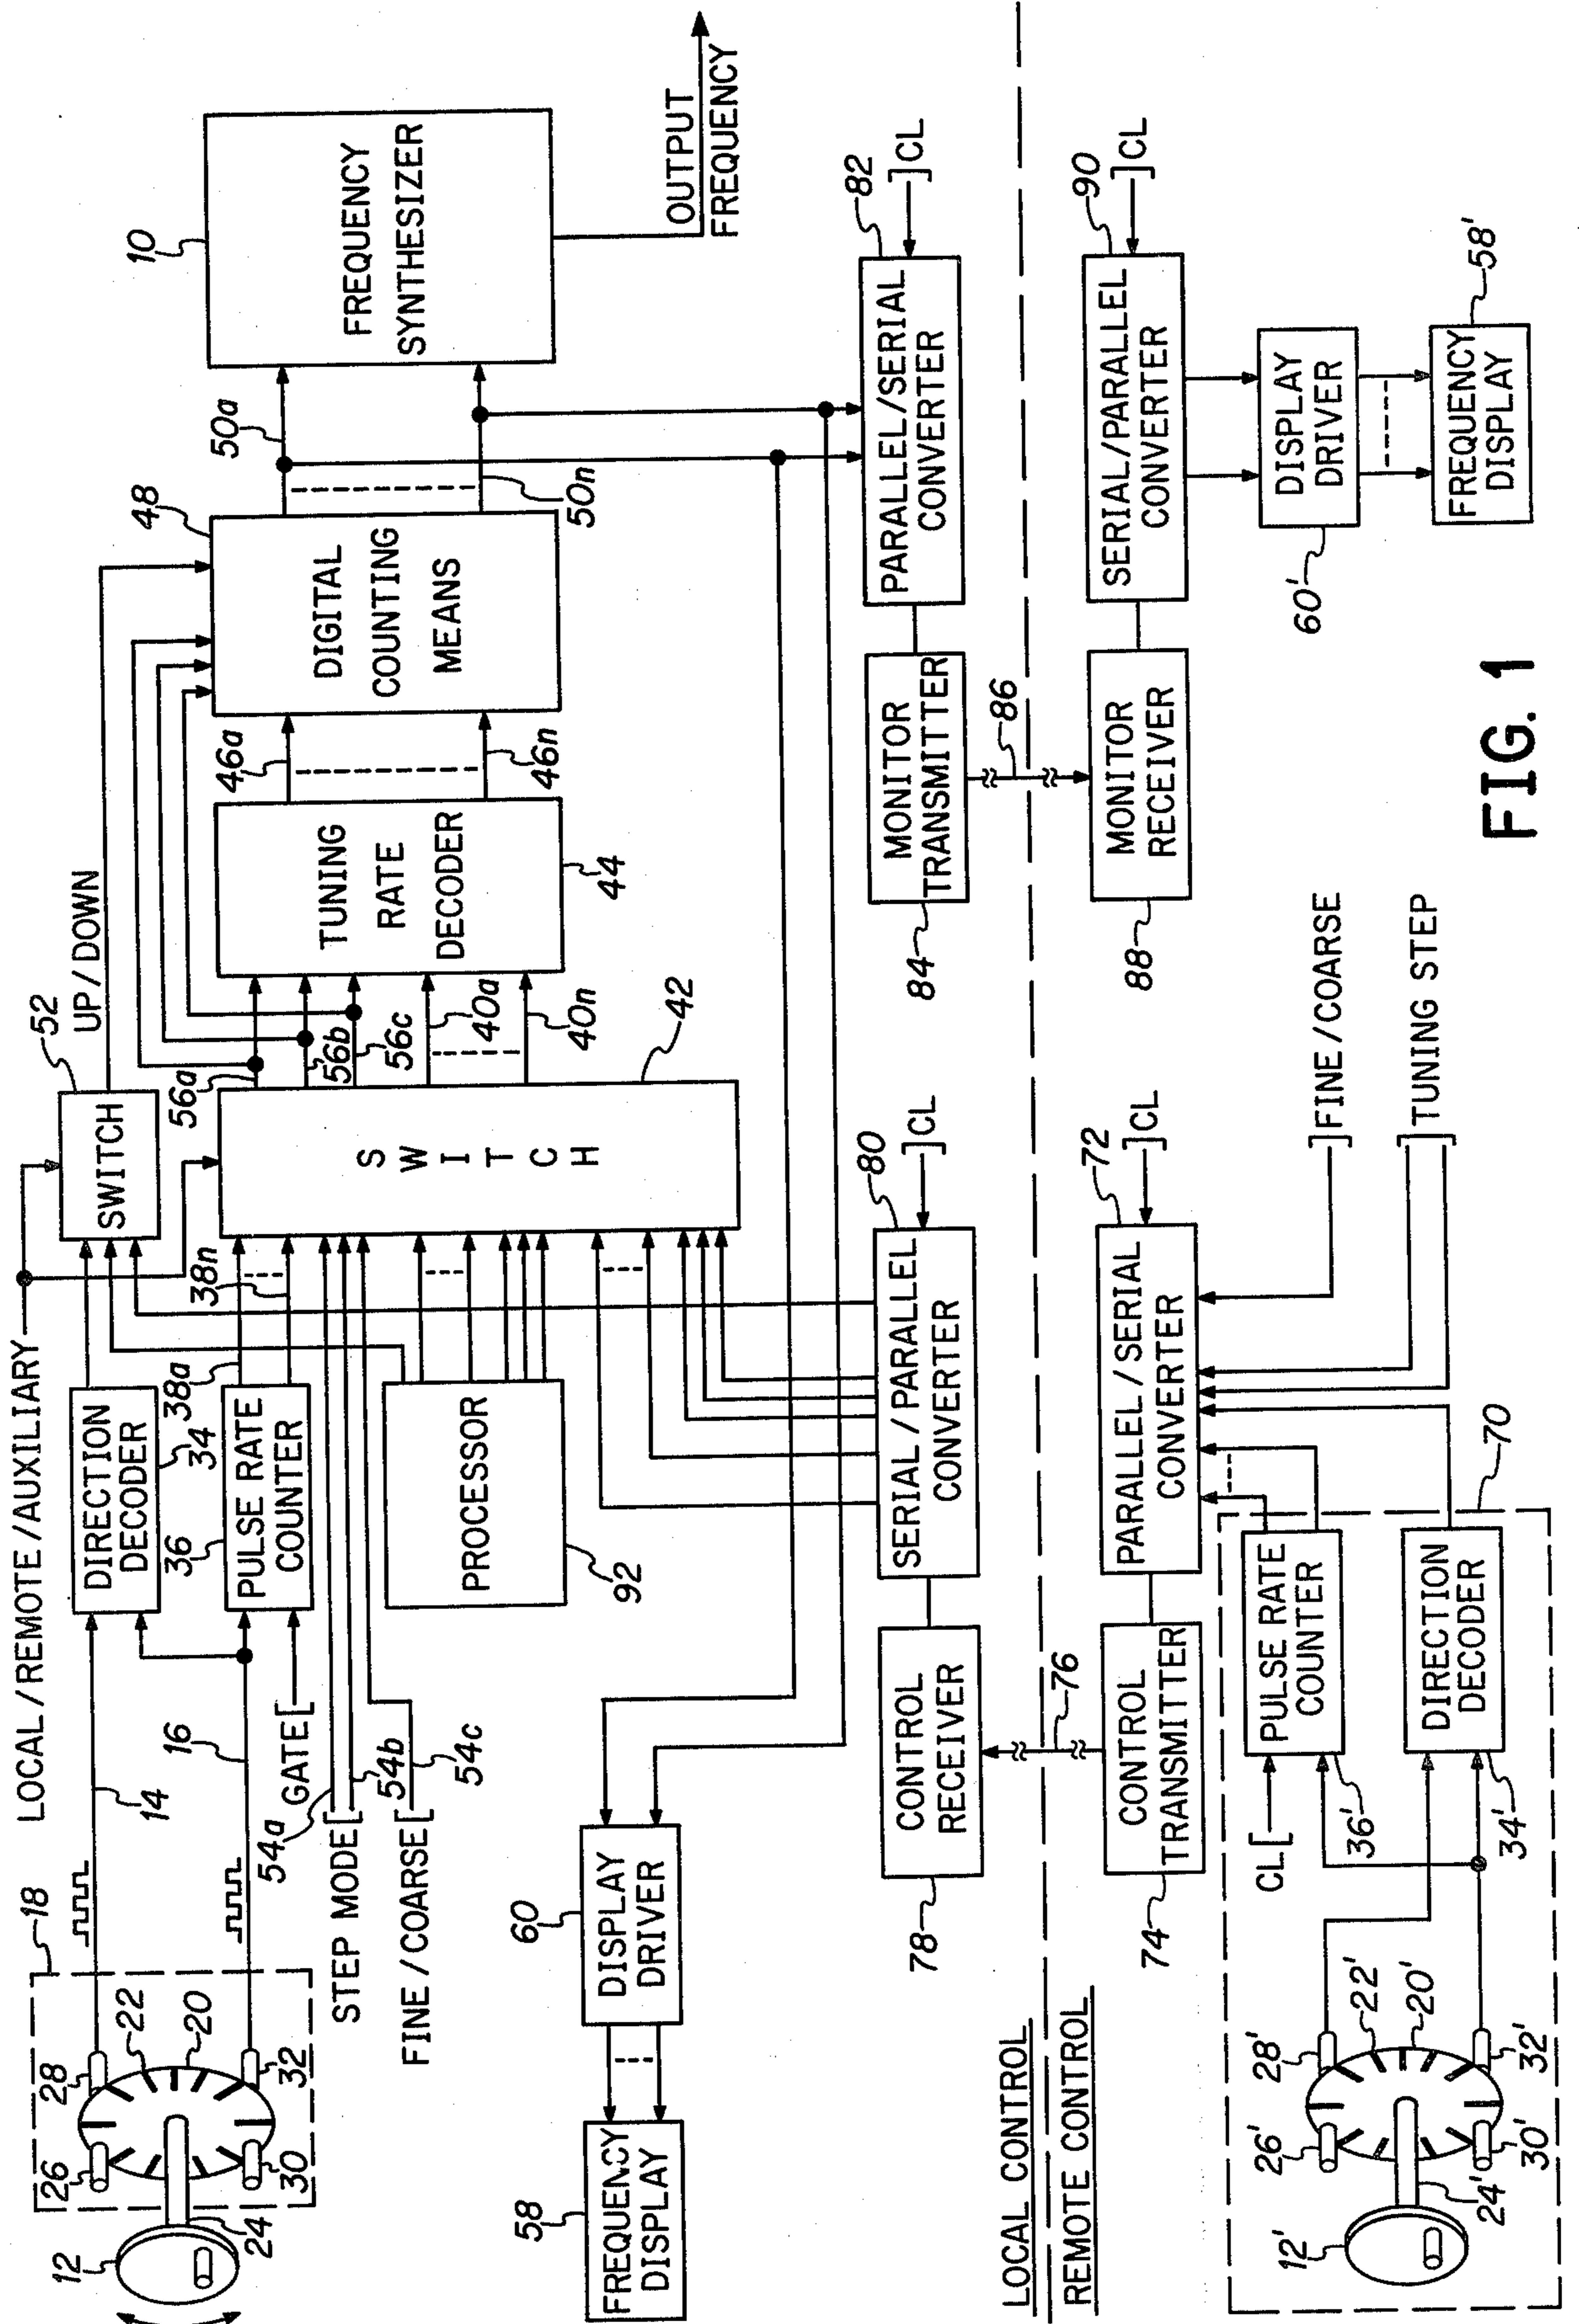 LOCAL / REMOTE / AUXILIARY
52
UP / DOWN
SWITCH
18
14
DIRECTION
DECODER
34
38a
56a
48
10
26
28
22
20
12
24
30
32
16
36
PULSE RATE
COUNTER
GATE
38n
S
W
I
T
C
H
56b
56c
40a
40n
42
TUNING
RATE
DECODER
44
46a
46n
DIGITAL
COUNTING
MEANS
50a
50n
FREQUENCY
SYNTHESIZER
OUTPUT
FREQUENCY
54a
STEP MODE
54b
FINE / COARSE
54c
PROCESSOR
92
58
FREQUENCY
DISPLAY
60
DISPLAY
DRIVER
78
CONTROL
RECEIVER
80
SERIAL / PARALLEL
CONVERTER
CL
84
MONITOR
TRANSMITTER
82
PARALLEL/SERIAL
CONVERTER
CL
LOCAL CONTROL
REMOTE CONTROL
76
86
74
CONTROL
TRANSMITTER
72
PARALLEL / SERIAL
CONVERTER
CL
88
MONITOR
RECEIVER
90
SERIAL/PARALLEL
CONVERTER
CL
60'
DISPLAY
DRIVER
58'
FREQUENCY
DISPLAY
FINE / COARSE
TUNING STEP
70
CL
PULSE RATE
COUNTER
36'
DIRECTION
DECODER
34'
12'
24'
26'
28'
22'
20'
30'
32'
FIG. 1